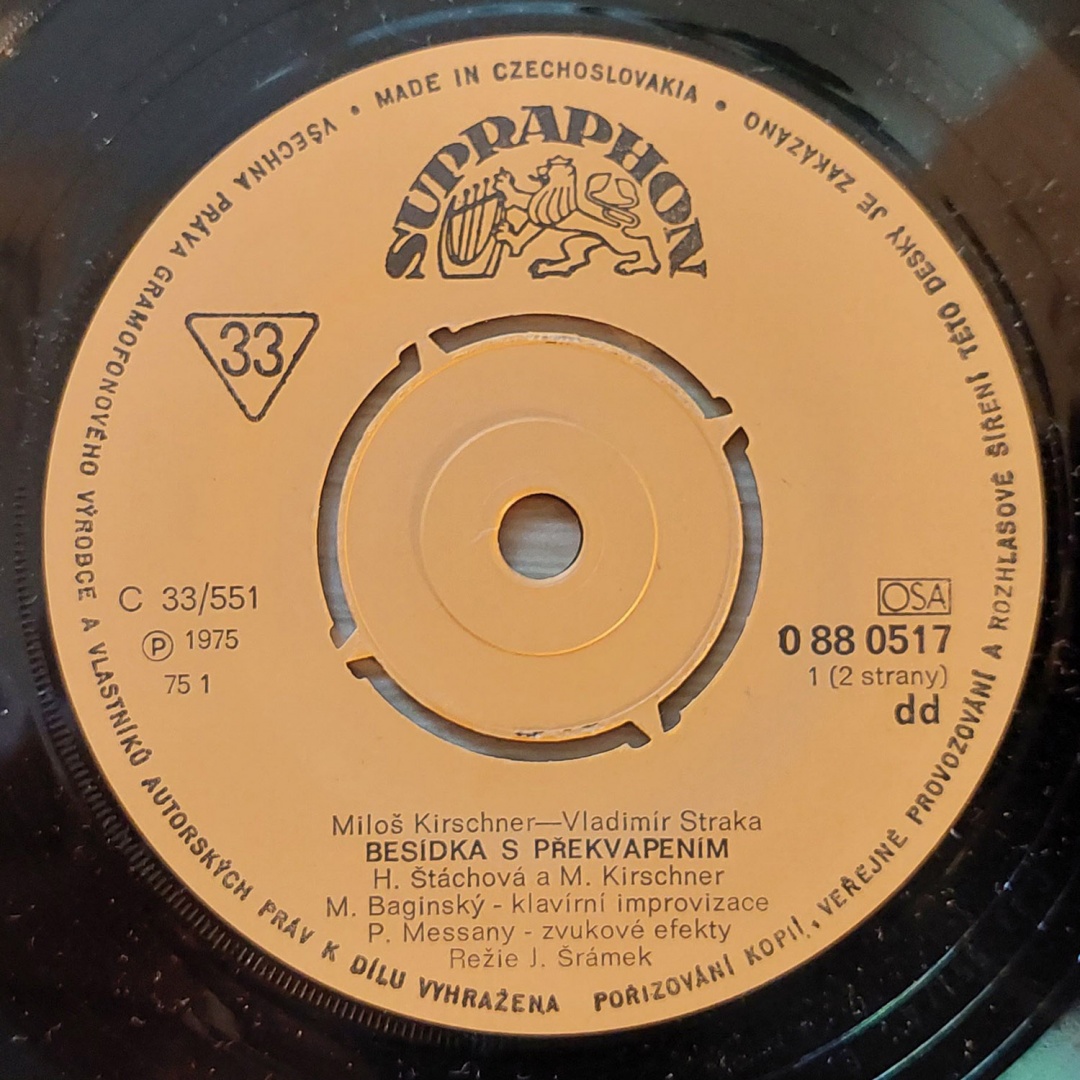 MADE IN CZECHOSLOVAKIA •
VŠECHNA PRÁVA GRAMOFONOVÉHO VÝROBCE A VLASTNÍKŮ AUTORSKÝCH PRÁV K DÍLU VYHRAŽENA
POŘIZOVÁNÍ KOPIÍ, VEŘEJNÉ PROVOZOVÁNÍ A ROZHLASOVÉ ŠÍŘENÍ TÉTO DESKY JE ZAKÁZÁNO •
SUPRAPHON
33
C 33/551
Ⓟ 1975
75 1
OSA
0 88 0517
1 (2 strany)
dd
Miloš Kirschner—Vladimír Straka
BESÍDKA S PŘEKVAPENÍM
H. Štáchová a M. Kirschner
M. Baginský - klavírní improvizace
P. Messany - zvukové efekty
Režie J. Šrámek